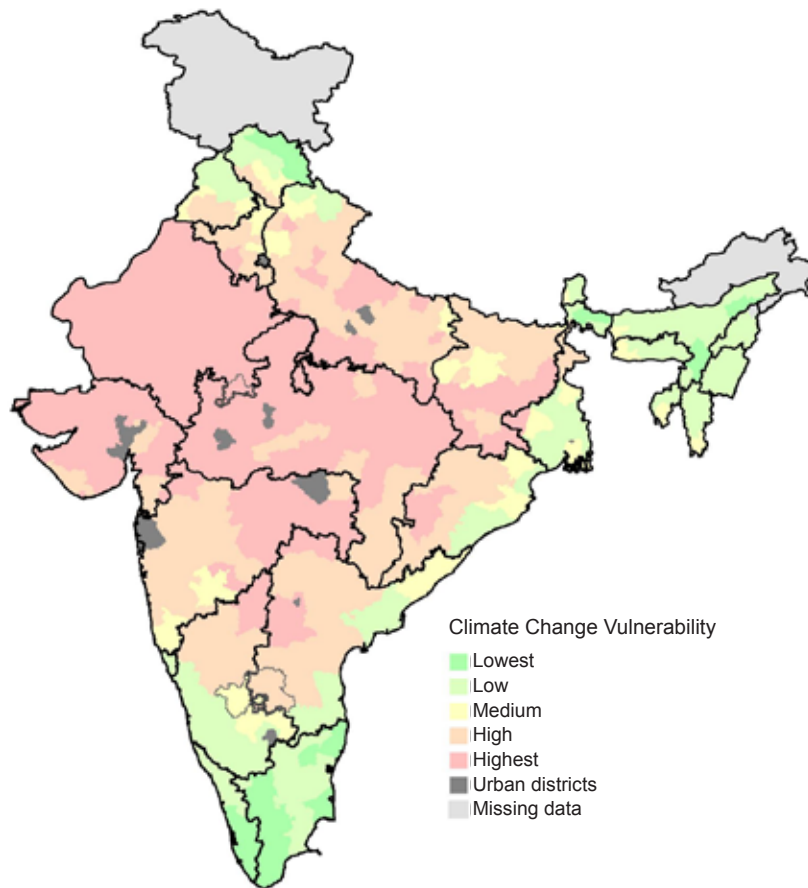 Climate Change Vulnerability
Lowest
Low
Medium
High
Highest
Urban districts
Missing data